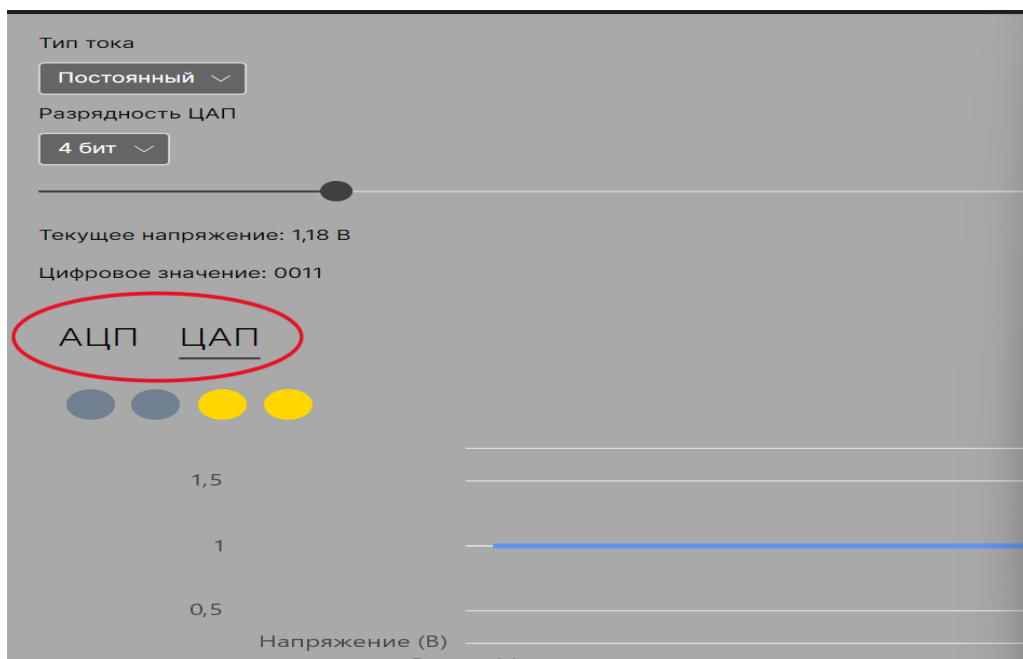 Тип тока
Постоянный
Разрядность ЦАП
4 бит
Текущее напряжение: 1,18 В
Цифровое значение: 0011
АЦП ЦАП
1,5
1
0,5
Напряжение (В)